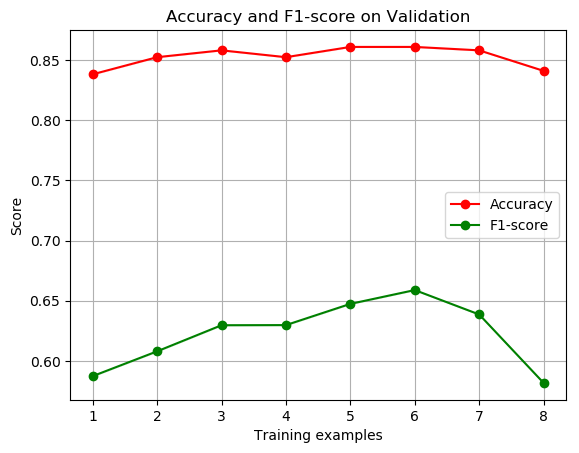 Accuracy and F1-score on Validation
Score
0.85
0.80
0.75
0.70
0.65
0.60
Accuracy
F1-score
1 2 3 4 5 6 7 8
Training examples